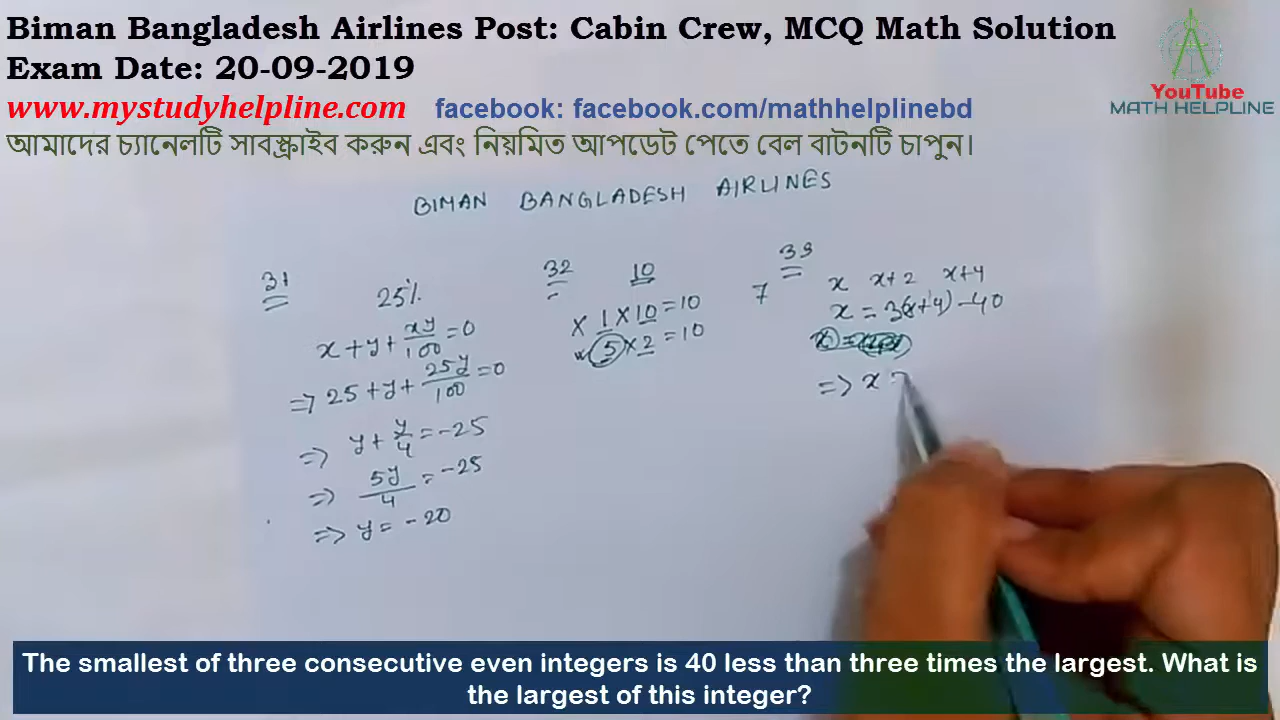 Biman Bangladesh Airlines Post: Cabin Crew, MCQ Math Solution
Exam Date: 20-09-2019
www.mystudyhelpline.com facebook: facebook.com/mathhelplinebd
আমাদের চ্যানেলটি সাবস্ক্রাইব করুন এবং নিয়মিত আপডেট পেতে বেল বাটনটি চাপুন।
YouTube
MATH HELPLINE
BIMAN BANGLADESH AIRLINES
31
25%
x+y+xy/100=0
=> 25+y+25y/100=0
=> y+y/4=-25
=> 5y/4=-25
=> y=-20
32
10
× 1×10=10
5×2=10
33
7
x x+2 x+4
x=3(x+4)-40
=> x =
The smallest of three consecutive even integers is 40 less than three times the largest. What is
the largest of this integer?